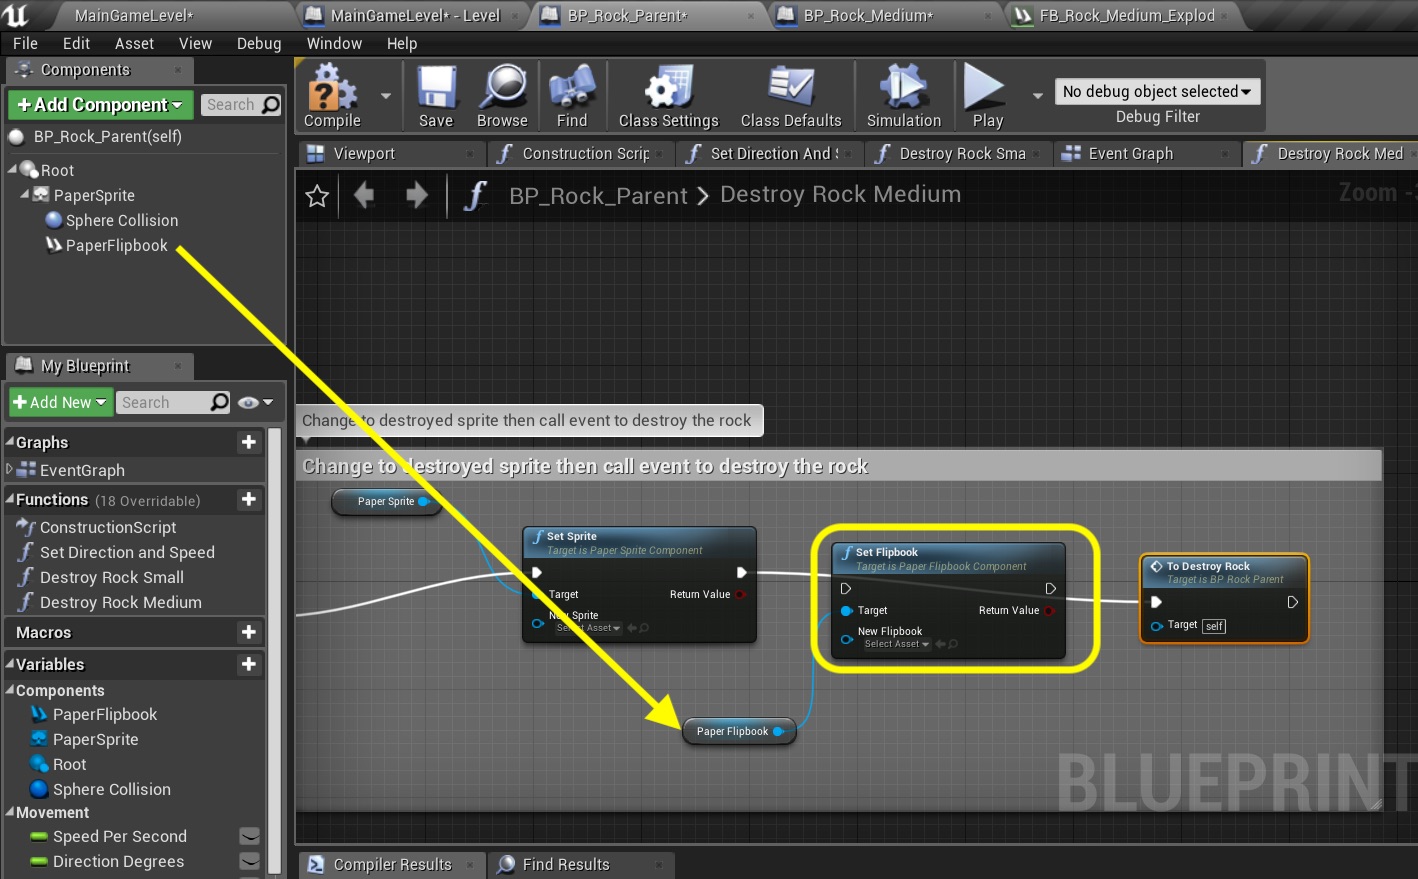 MainGameLevel*
MainGameLevel* - Level
BP_Rock_Parent*
BP_Rock_Medium*
FB_Rock_Medium_Explod
File Edit Asset View Debug Window Help
Components
Add Component
Search
BP_Rock_Parent(self)
Root
PaperSprite
Sphere Collision
PaperFlipbook
Compile
Save
Browse
Find
Class Settings
Class Defaults
Simulation
Play
No debug object selected
Debug Filter
Viewport
Construction Scrip
Set Direction And S
Destroy Rock Sma
Event Graph
Destroy Rock Med
BP_Rock_Parent > Destroy Rock Medium
Zoom -
My Blueprint
Add New
Search
Graphs
EventGraph
Functions (18 Overridable)
ConstructionScript
Set Direction and Speed
Destroy Rock Small
Destroy Rock Medium
Macros
Variables
Components
PaperFlipbook
PaperSprite
Root
Sphere Collision
Movement
Speed Per Second
Direction Degrees
Change to destroyed sprite then call event to destroy the rock
Change to destroyed sprite then call event to destroy the rock
Paper Sprite
Set Sprite
Target is Paper Sprite Component
Target
Return Value
New Sprite
Select Asset
Set Flipbook
Target is Paper Flipbook Component
Target
Return Value
New Flipbook
Select Asset
To Destroy Rock
Target is BP Rock Parent
Target self
Paper Flipbook
BLUEPRINT
Compiler Results
Find Results